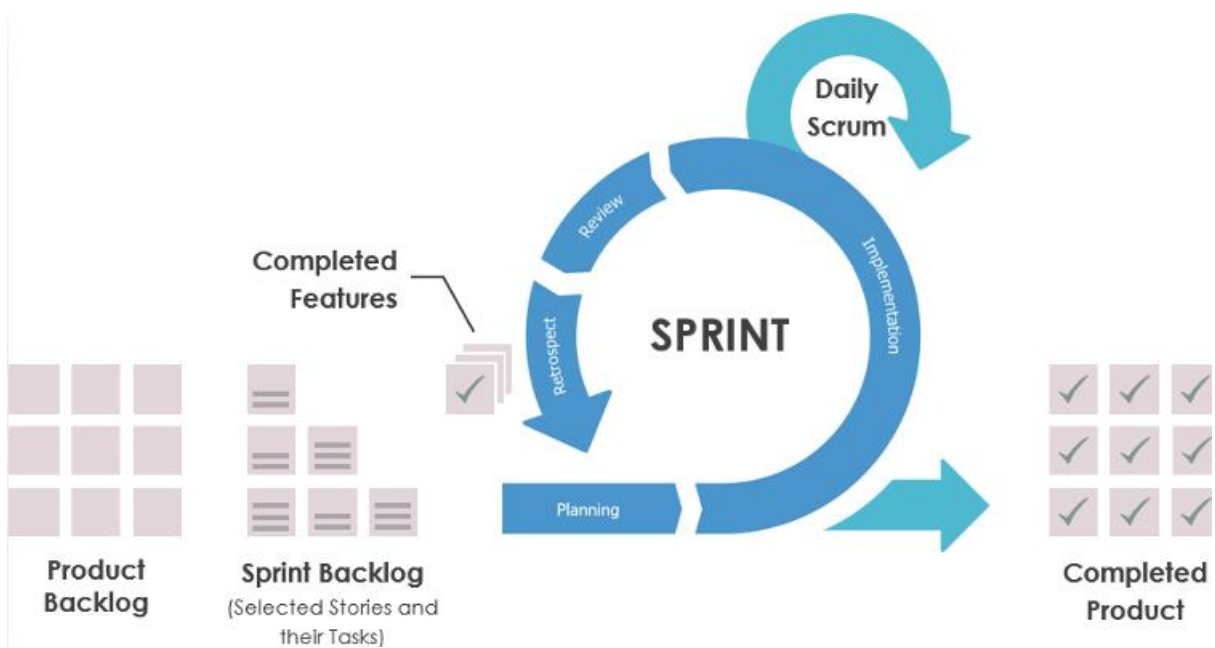 Daily
Scrum
Review
Implementation
Completed
Features
SPRINT
Retrospect
Planning
Product
Backlog
Sprint Backlog
(Selected Stories and
their Tasks)
Completed
Product